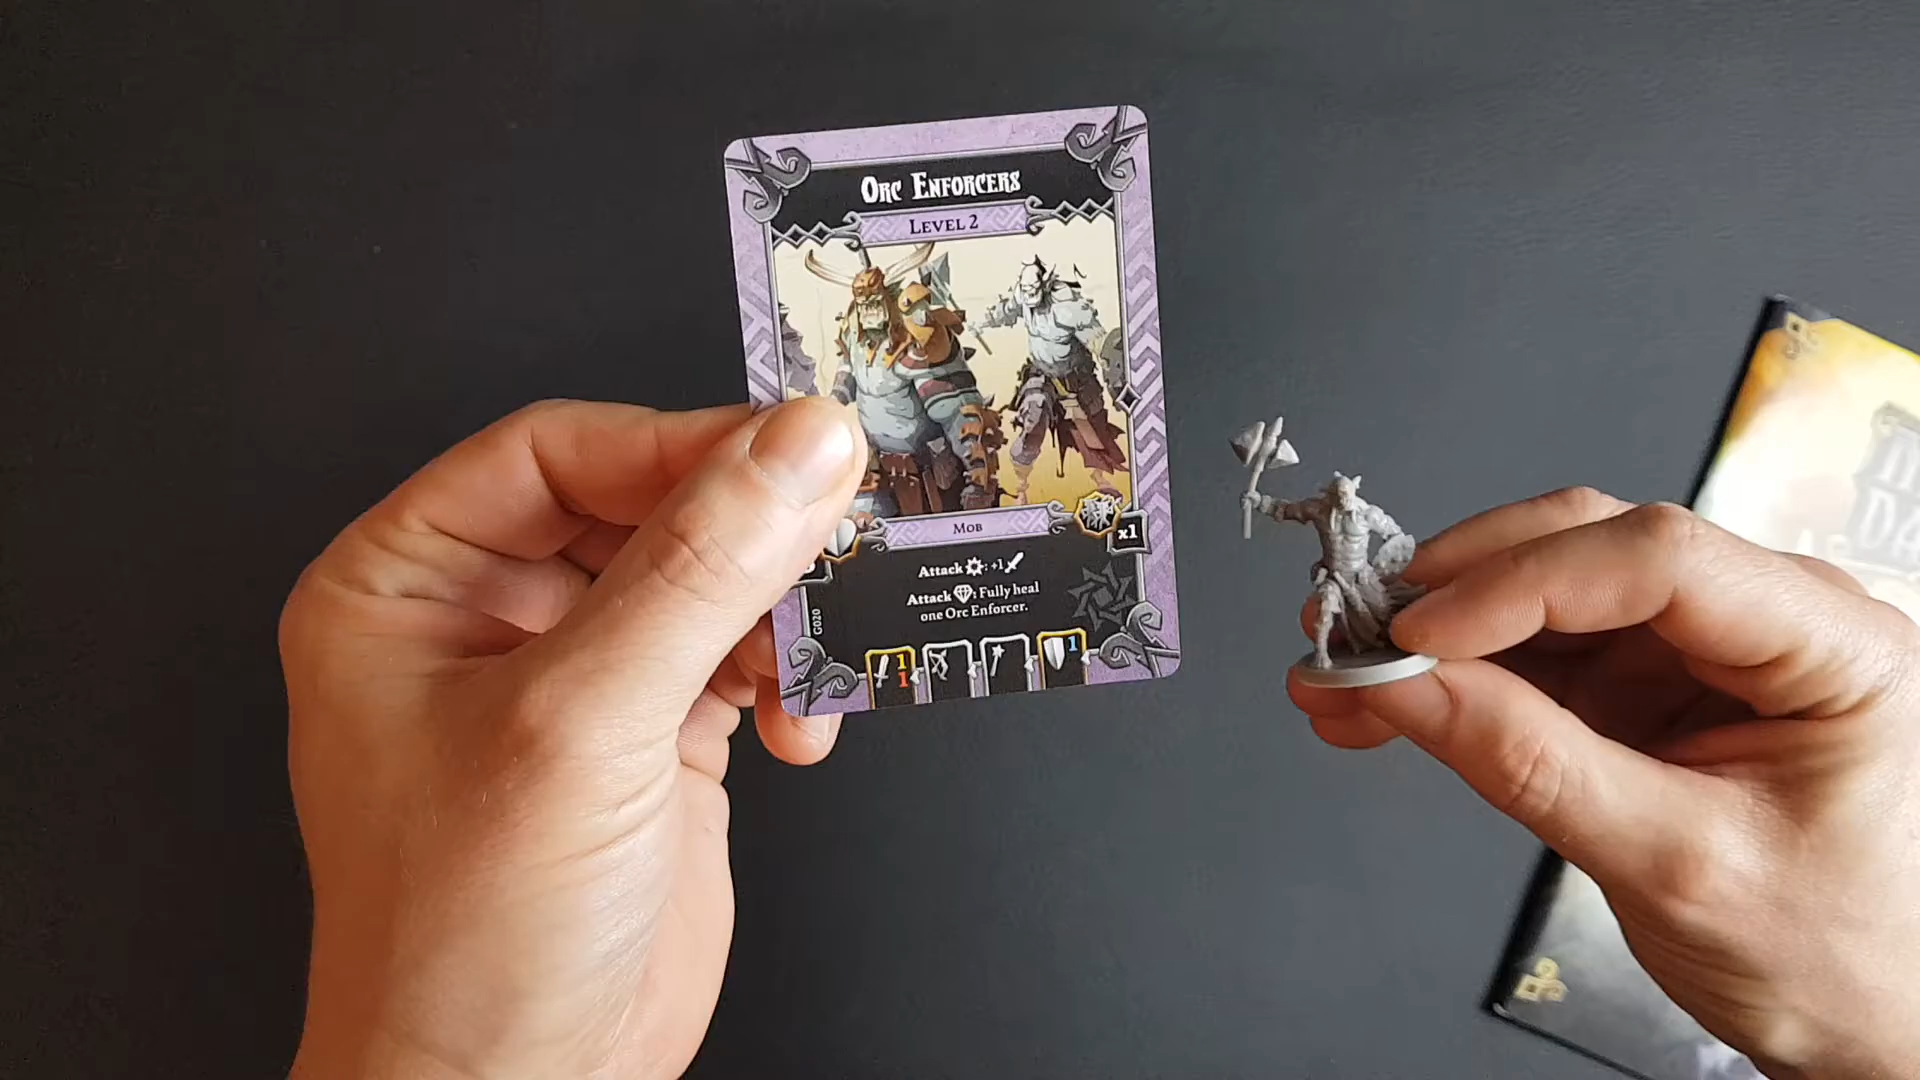 Orc Enforcers
Level 2
Mob
x1
Attack : +1
Attack : Fully heal
one Orc Enforcer.
G020
1
1
1